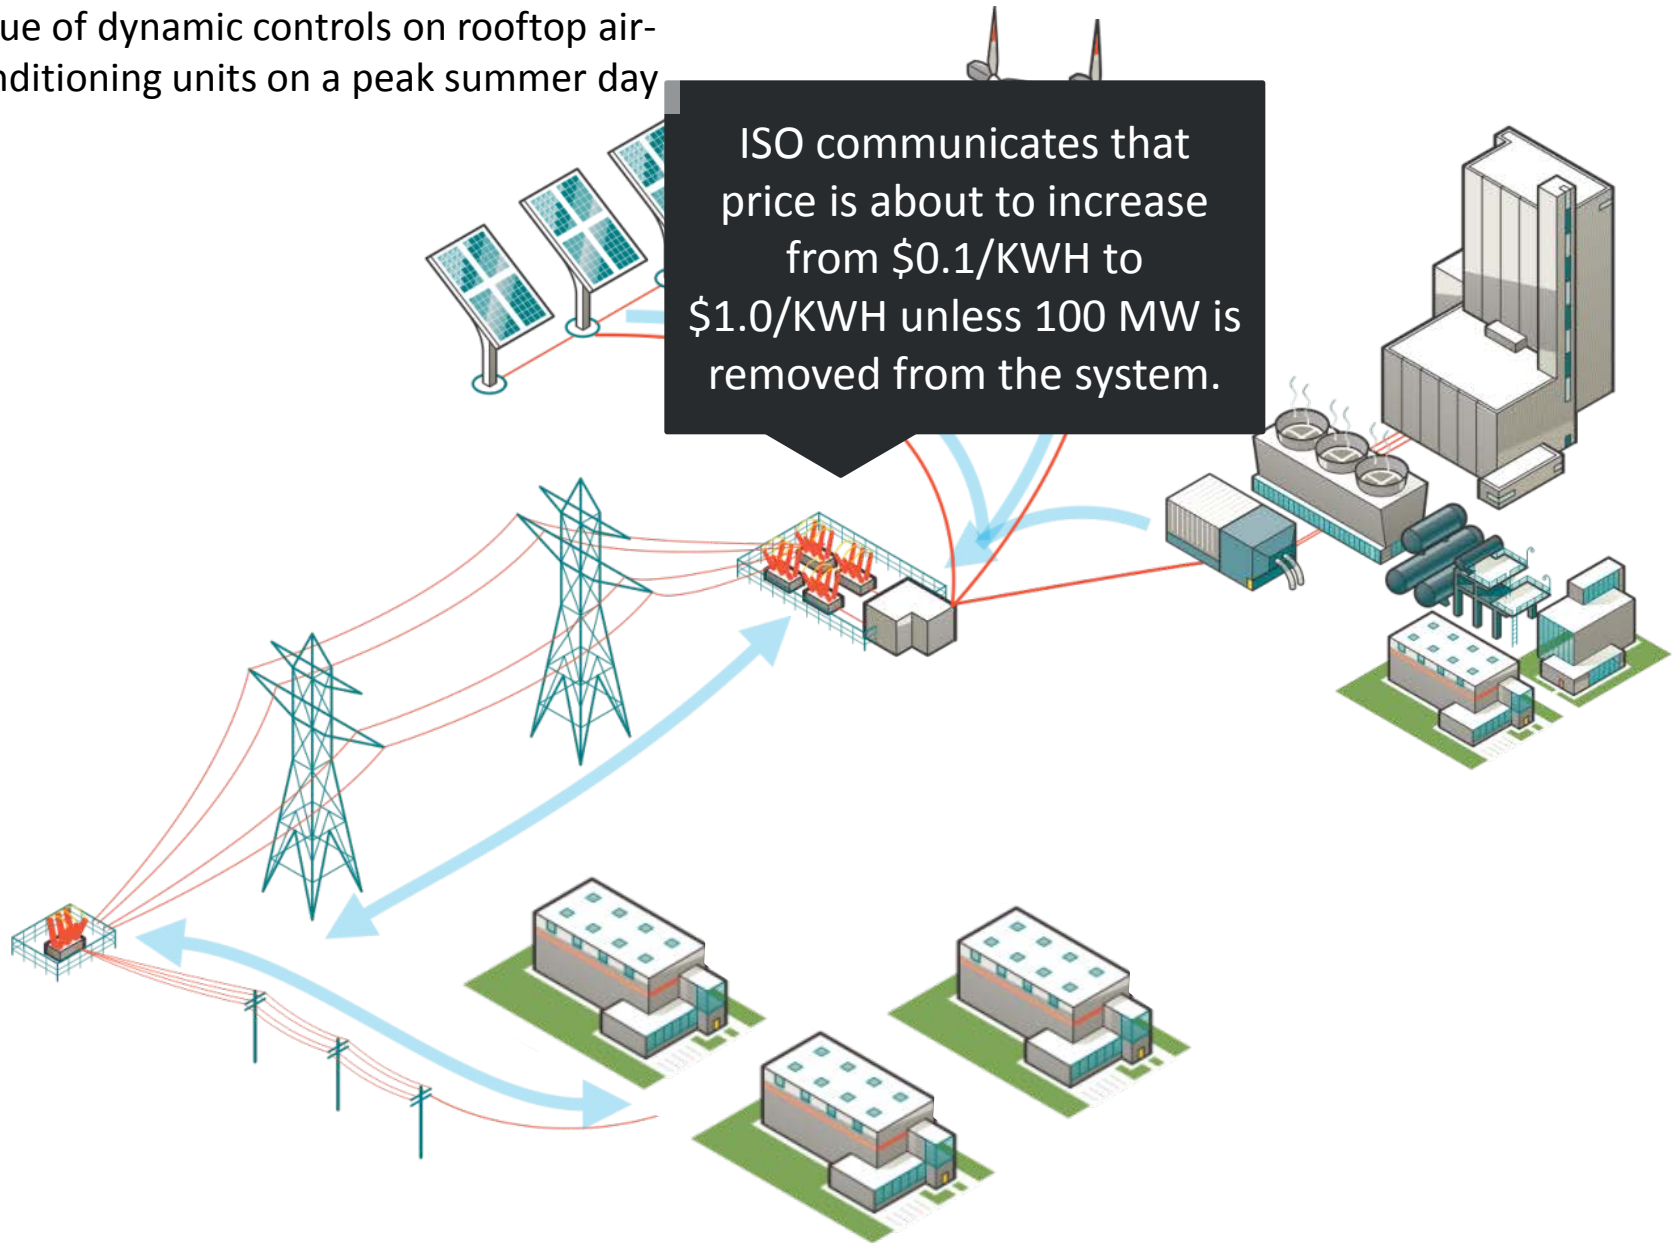 ue of dynamic controls on rooftop air-
nditioning units on a peak summer day
ISO communicates that
price is about to increase
from $0.1/KWH to
$1.0/KWH unless 100 MW is
removed from the system.